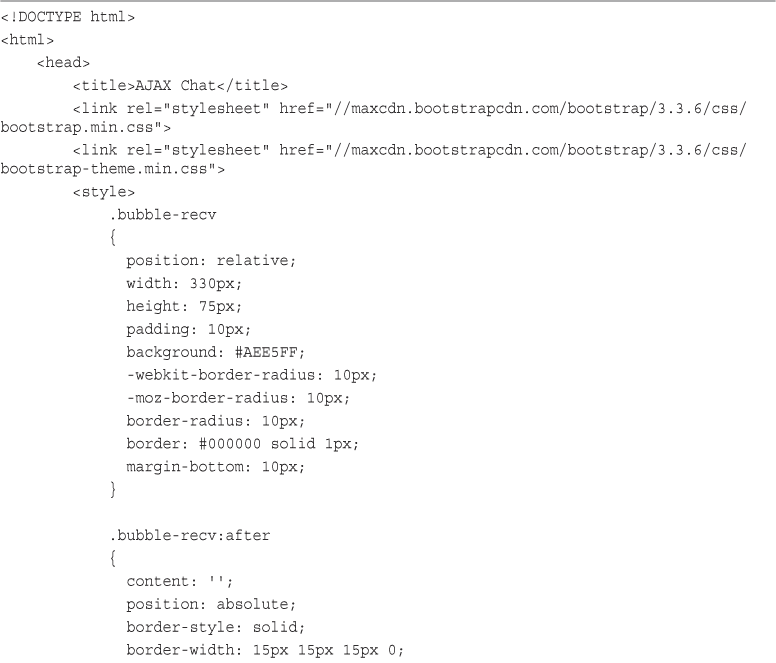 <!DOCTYPE html>
<html>
    <head>
        <title>AJAX Chat</title>
        <link rel="stylesheet" href="//maxcdn.bootstrapcdn.com/bootstrap/3.3.6/css/
bootstrap.min.css">
        <link rel="stylesheet" href="//maxcdn.bootstrapcdn.com/bootstrap/3.3.6/css/
bootstrap-theme.min.css">
        <style>
            .bubble-recv
            {
              position: relative;
              width: 330px;
              height: 75px;
              padding: 10px;
              background: #AEE5FF;
              -webkit-border-radius: 10px;
              -moz-border-radius: 10px;
              border-radius: 10px;
              border: #000000 solid 1px;
              margin-bottom: 10px;
            }

            .bubble-recv:after
            {
              content: '';
              position: absolute;
              border-style: solid;
              border-width: 15px 15px 15px 0;